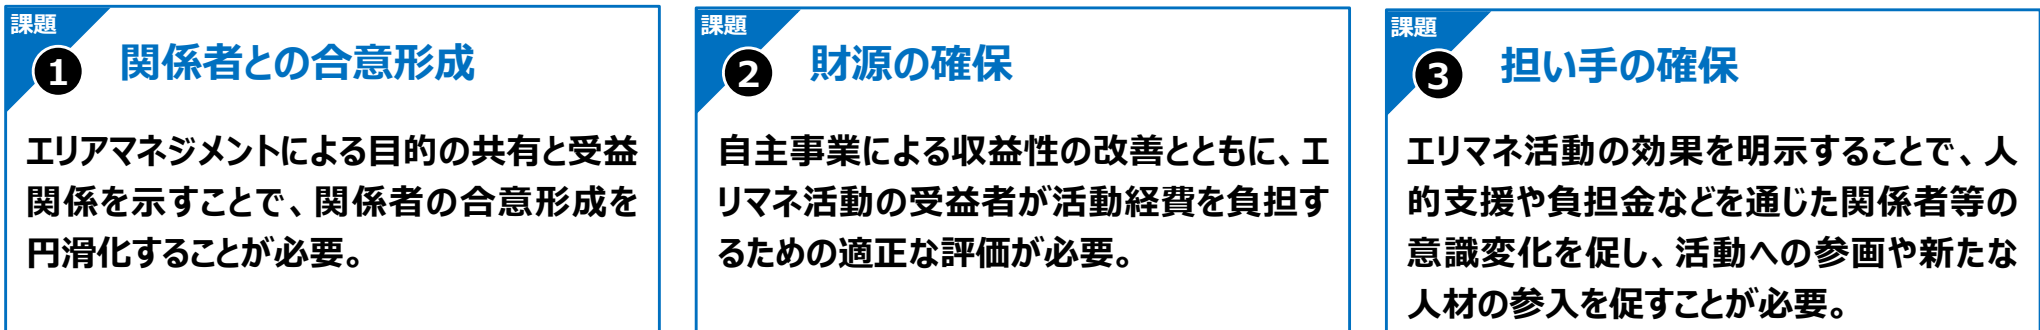 課題
❶ 関係者との合意形成
エリアマネジメントによる目的の共有と受益
関係を示すことで、関係者の合意形成を
円滑化することが必要。
課題
❷ 財源の確保
自主事業による収益性の改善とともに、エ
リマネ活動の受益者が活動経費を負担す
るための適正な評価が必要。
課題
❸ 担い手の確保
エリマネ活動の効果を明示することで、人
的支援や負担金などを通じた関係者等の
意識変化を促し、活動への参画や新たな
人材の参入を促すことが必要。